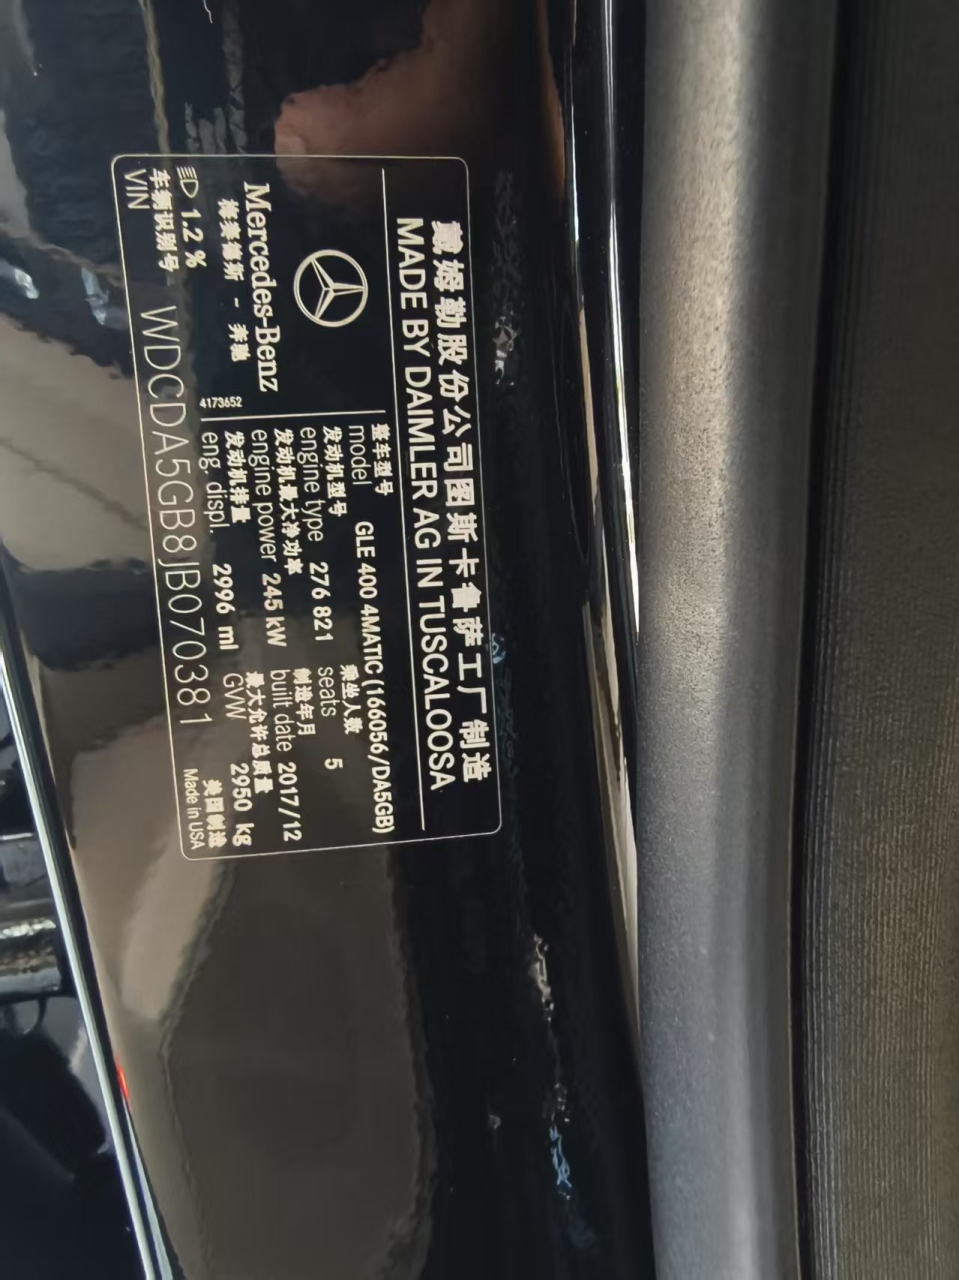 戴姆勒股份公司图斯卡鲁萨工厂制造
MADE BY DAIMLER AG IN TUSCALOOSA
Mercedes-Benz
梅赛德斯 - 奔驰
4173652
整车型号
model GLE 400 4MATIC (166056/DA5GB)
发动机型号 乘坐人数
engine type 276 821 seats 5
发动机最大净功率 制造年月
engine power 245 kW built date 2017/12
发动机排量 最大允许总质量
eng. displ. 2996 ml GVW 2950 kg
1.2 %
车辆识别号 美国制造
VIN WDCDA5GB8JB070381 Made in USA